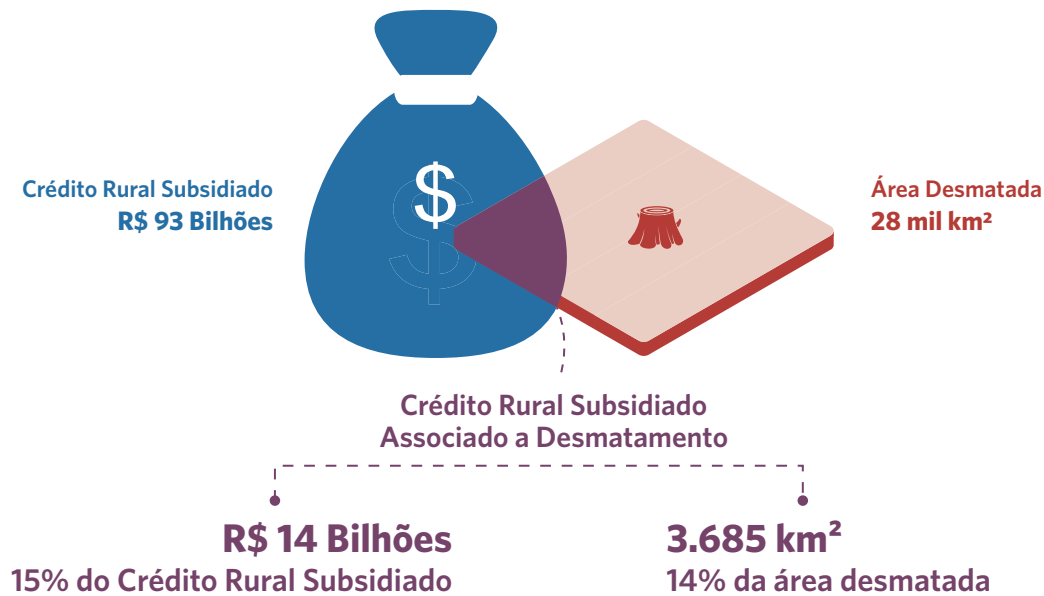 $
$
Crédito Rural Subsidiado
R$ 93 Bilhões
Área Desmatada
28 mil km²
Crédito Rural Subsidiado
Associado a Desmatamento
R$ 14 Bilhões
15% do Crédito Rural Subsidiado
3.685 km²
14% da área desmatada